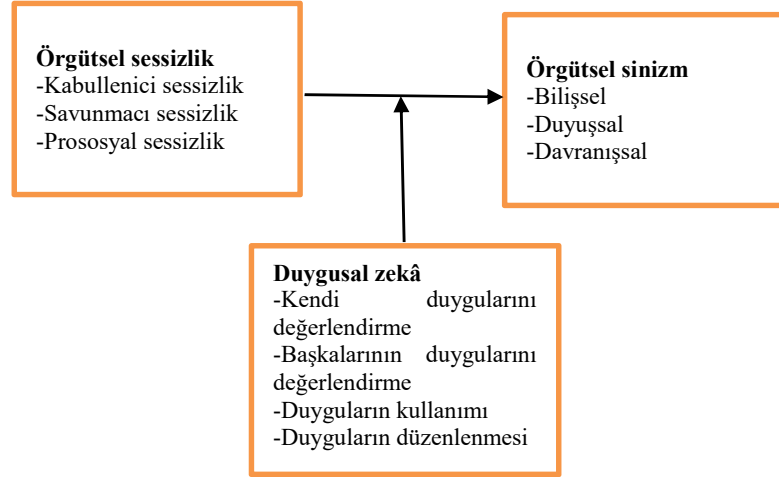 Örgütsel sessizlik
-Kabullenici sessizlik
-Savunmacı sessizlik
-Prososyal sessizlik
Örgütsel sinizm
-Bilişsel
-Duyuşsal
-Davranışsal
Duygusal zekâ
-Kendi duygularını
değerlendirme
-Başkalarının duygularını
değerlendirme
-Duyguların kullanımı
-Duyguların düzenlenmesi